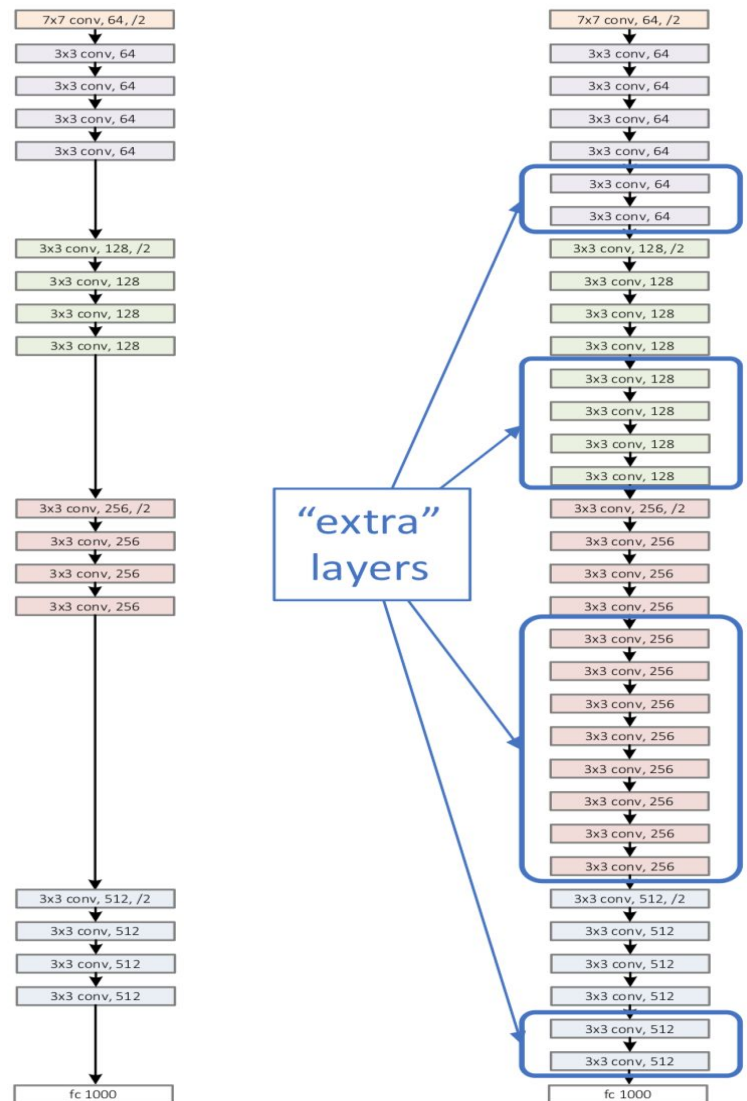 7x7 conv, 64, /2
3x3 conv, 64
3x3 conv, 64
3x3 conv, 64
3x3 conv, 64
3x3 conv, 128, /2
3x3 conv, 128
3x3 conv, 128
3x3 conv, 128
3x3 conv, 256, /2
3x3 conv, 256
3x3 conv, 256
3x3 conv, 256
3x3 conv, 512, /2
3x3 conv, 512
3x3 conv, 512
3x3 conv, 512
fc 1000
“extra”
layers
7x7 conv, 64, /2
3x3 conv, 64
3x3 conv, 64
3x3 conv, 64
3x3 conv, 64
3x3 conv, 64
3x3 conv, 64
3x3 conv, 128, /2
3x3 conv, 128
3x3 conv, 128
3x3 conv, 128
3x3 conv, 128
3x3 conv, 128
3x3 conv, 128
3x3 conv, 128
3x3 conv, 256, /2
3x3 conv, 256
3x3 conv, 256
3x3 conv, 256
3x3 conv, 256
3x3 conv, 256
3x3 conv, 256
3x3 conv, 256
3x3 conv, 256
3x3 conv, 256
3x3 conv, 256
3x3 conv, 256
3x3 conv, 512, /2
3x3 conv, 512
3x3 conv, 512
3x3 conv, 512
3x3 conv, 512
3x3 conv, 512
fc 1000